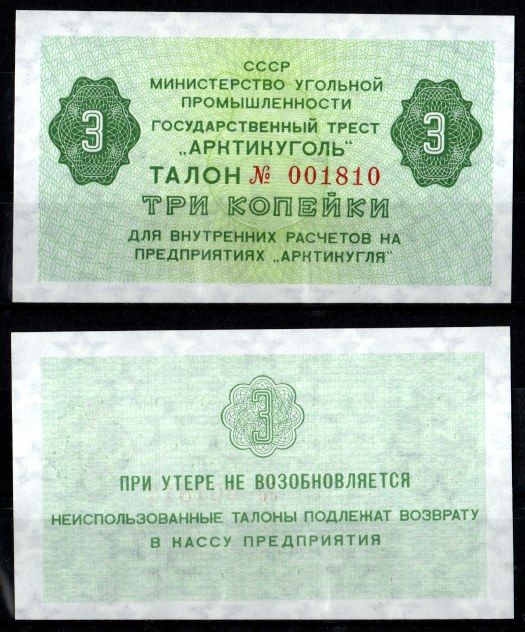 СССР
МИНИСТЕРСТВО УГОЛЬНОЙ
ПРОМЫШЛЕННОСТИ
ГОСУДАРСТВЕННЫЙ ТРЕСТ
3 „АРКТИКУГОЛЬ" 3
ТАЛОН № 001810
ТРИ КОПЕЙКИ
ДЛЯ ВНУТРЕННИХ РАСЧЕТОВ НА
ПРЕДПРИЯТИЯХ „АРКТИКУГЛЯ"
3
ПРИ УТЕРЕ НЕ ВОЗОБНОВЛЯЕТСЯ
НЕИСПОЛЬЗОВАННЫЕ ТАЛОНЫ ПОДЛЕЖАТ ВОЗВРАТУ
В КАССУ ПРЕДПРИЯТИЯ